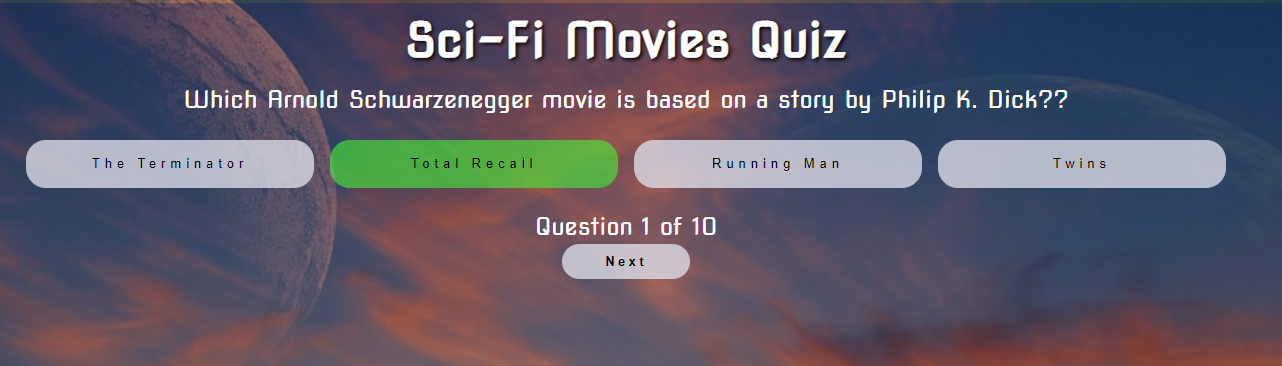 Sci-Fi Movies Quiz
Which Arnold Schwarzenegger movie is based on a story by Philip K. Dick??
The Terminator Total Recall Running Man Twins
Question 1 of 10
Next